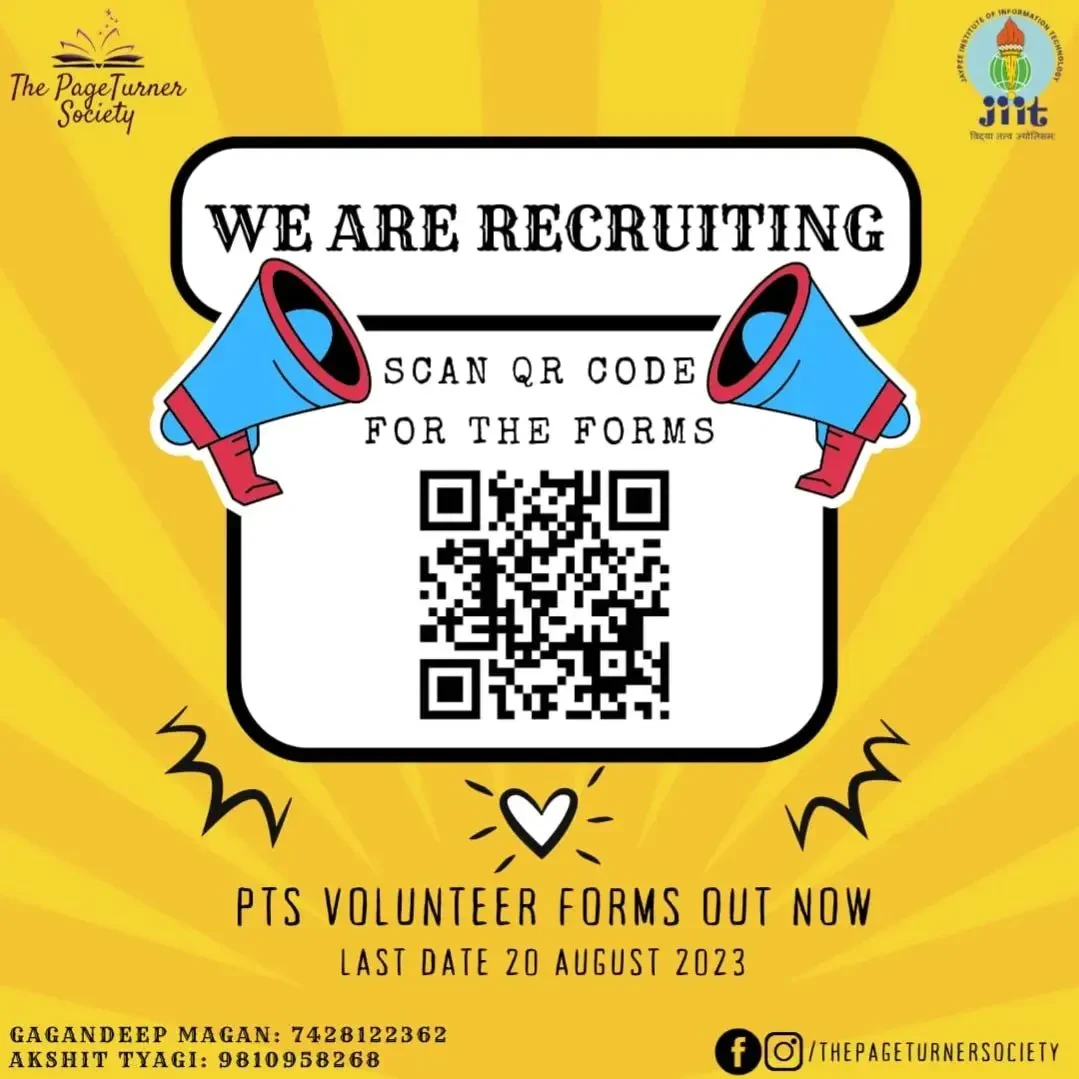 The PageTurner
Society
JAYPEE INSTITUTE OF INFORMATION TECHNOLOGY
jiit
विद्या तत्व ज्योतिसमः
WE ARE RECRUITING
SCAN QR CODE
FOR THE FORMS
PTS VOLUNTEER FORMS OUT NOW
LAST DATE 20 AUGUST 2023
GAGANDEEP MAGAN: 7428122362
AKSHIT TYAGI: 9810958268
/THEPAGETURNERSOCIETY